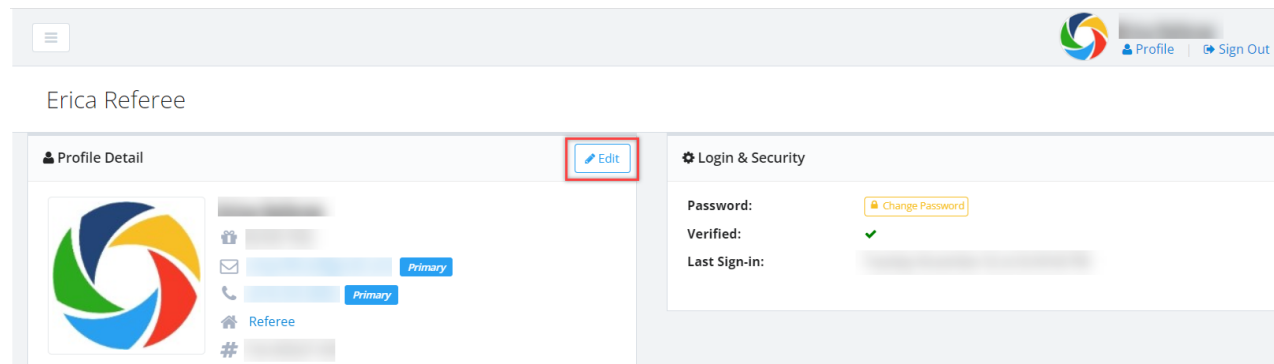 Profile | Sign Out
Erica Referee
Profile Detail
Edit
Primary
Primary
Referee
#
Login & Security
Password:
Change Password
Verified:
Last Sign-in: